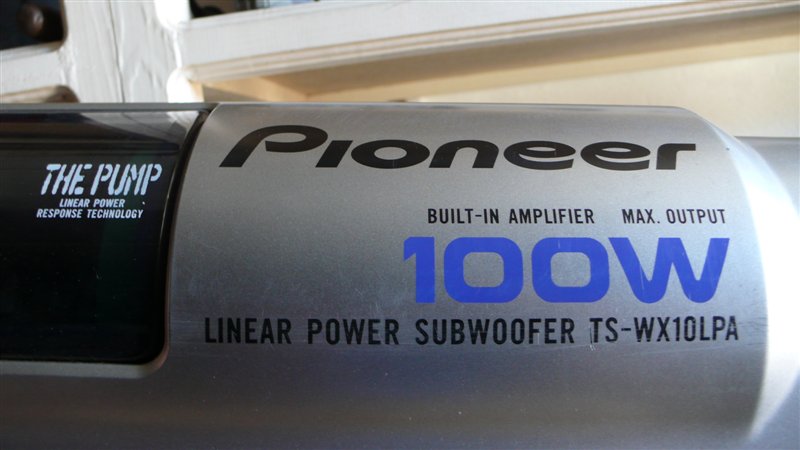 THE PUMP
LINEAR POWER
RESPONSE TECHNOLOGY
Pioneer
BUILT-IN AMPLIFIER MAX. OUTPUT
100W
LINEAR POWER SUBWOOFER TS-WX10LPA